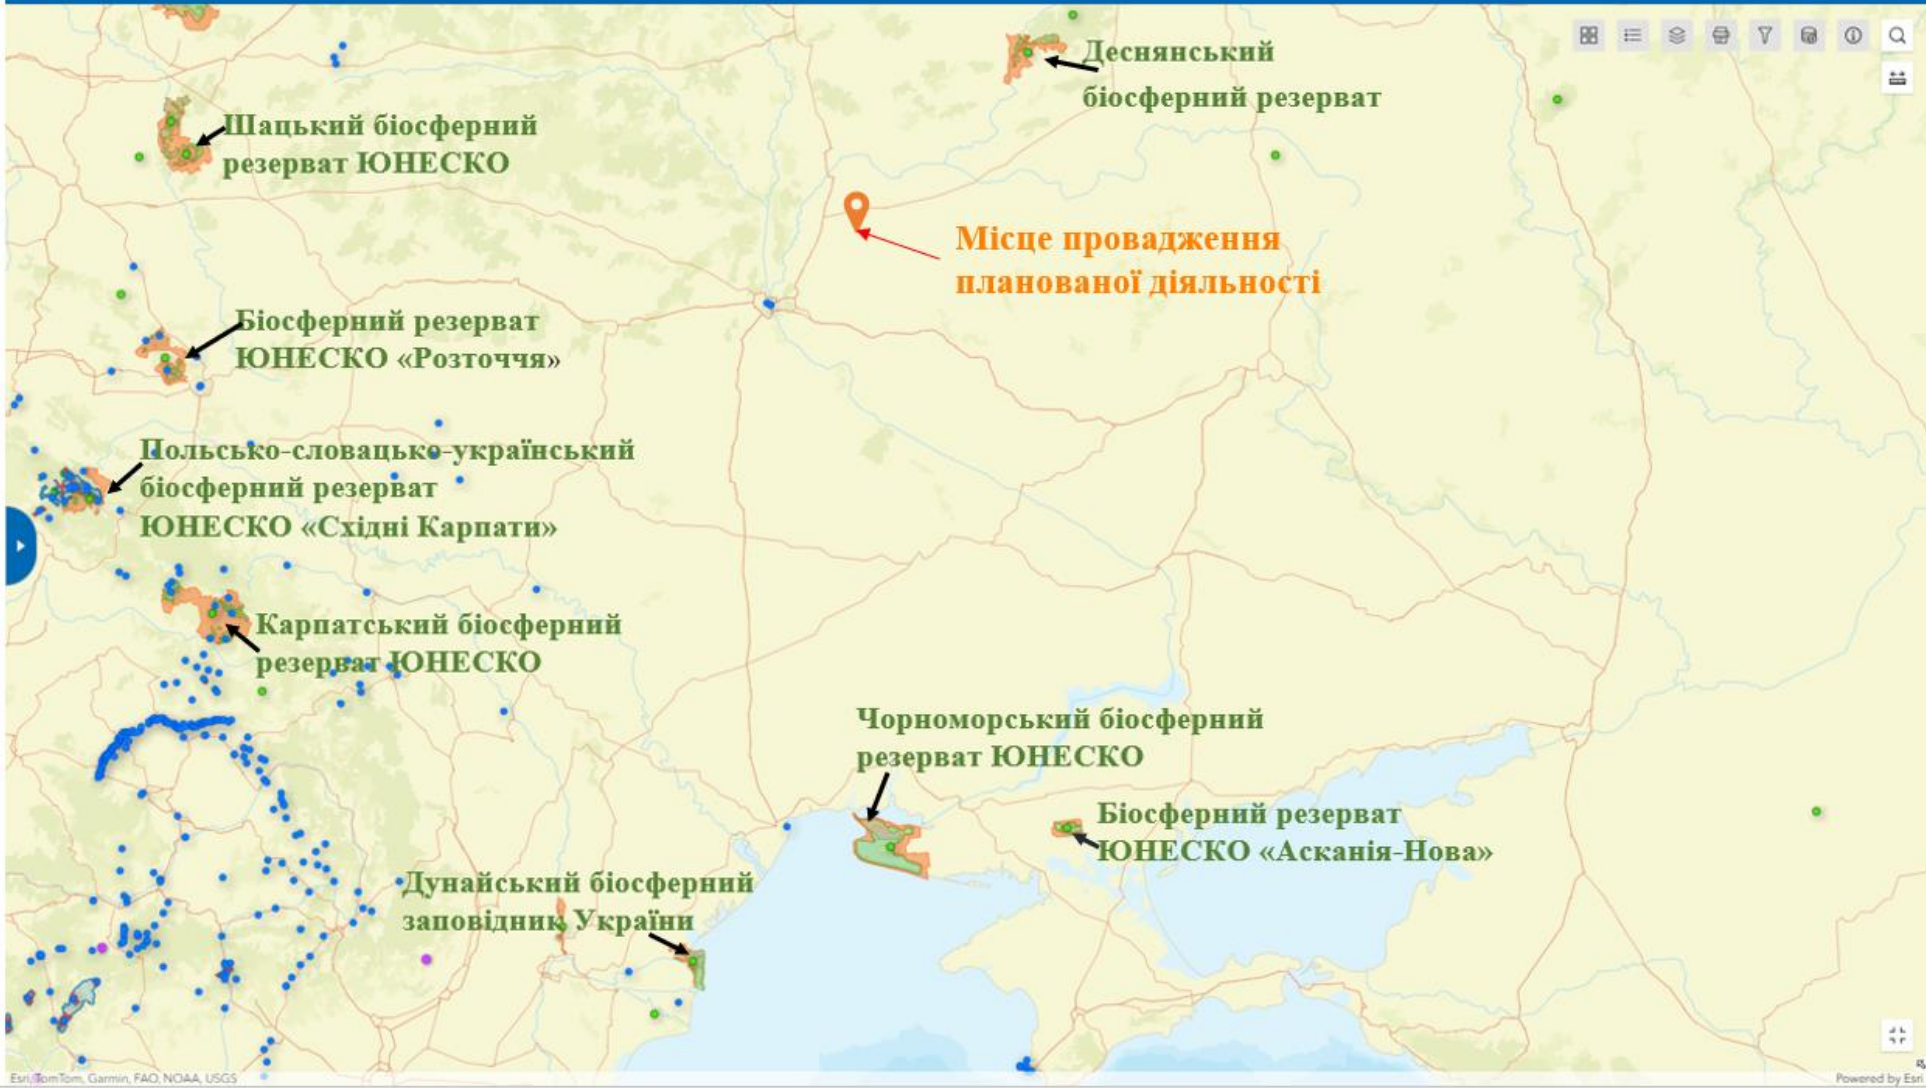 Деснянський
біосферний резерват
Шацький біосферний
резерват ЮНЕСКО
Місце провадження
планованої діяльності
Біосферний резерват
ЮНЕСКО «Розточчя»
Польсько-словацько-український
біосферний резерват
ЮНЕСКО «Східні Карпати»
Карпатський біосферний
резерват ЮНЕСКО
Чорноморський біосферний
резерват ЮНЕСКО
Біосферний резерват
ЮНЕСКО «Асканія-Нова»
Дунайський біосферний
заповідник України
Esri, TomTom, Garmin, FAO, NOAA, USGS
Powered by Esri